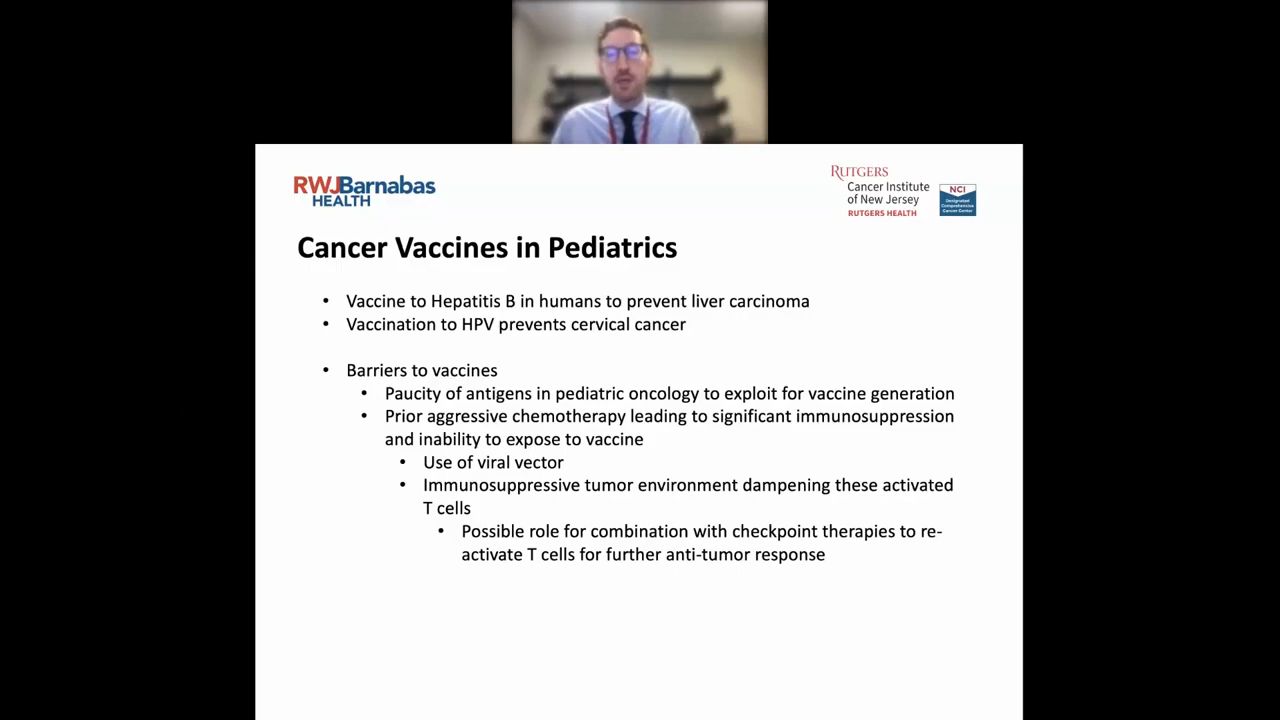 RWJBarnabas
HEALTH
RUTGERS
Cancer Institute
of New Jersey
RUTGERS HEALTH
NCI
Designated
Comprehensive
Cancer Center
Cancer Vaccines in Pediatrics
• Vaccine to Hepatitis B in humans to prevent liver carcinoma
• Vaccination to HPV prevents cervical cancer
• Barriers to vaccines
• Paucity of antigens in pediatric oncology to exploit for vaccine generation
• Prior aggressive chemotherapy leading to significant immunosuppression
and inability to expose to vaccine
• Use of viral vector
• Immunosuppressive tumor environment dampening these activated
T cells
• Possible role for combination with checkpoint therapies to re-
activate T cells for further anti-tumor response